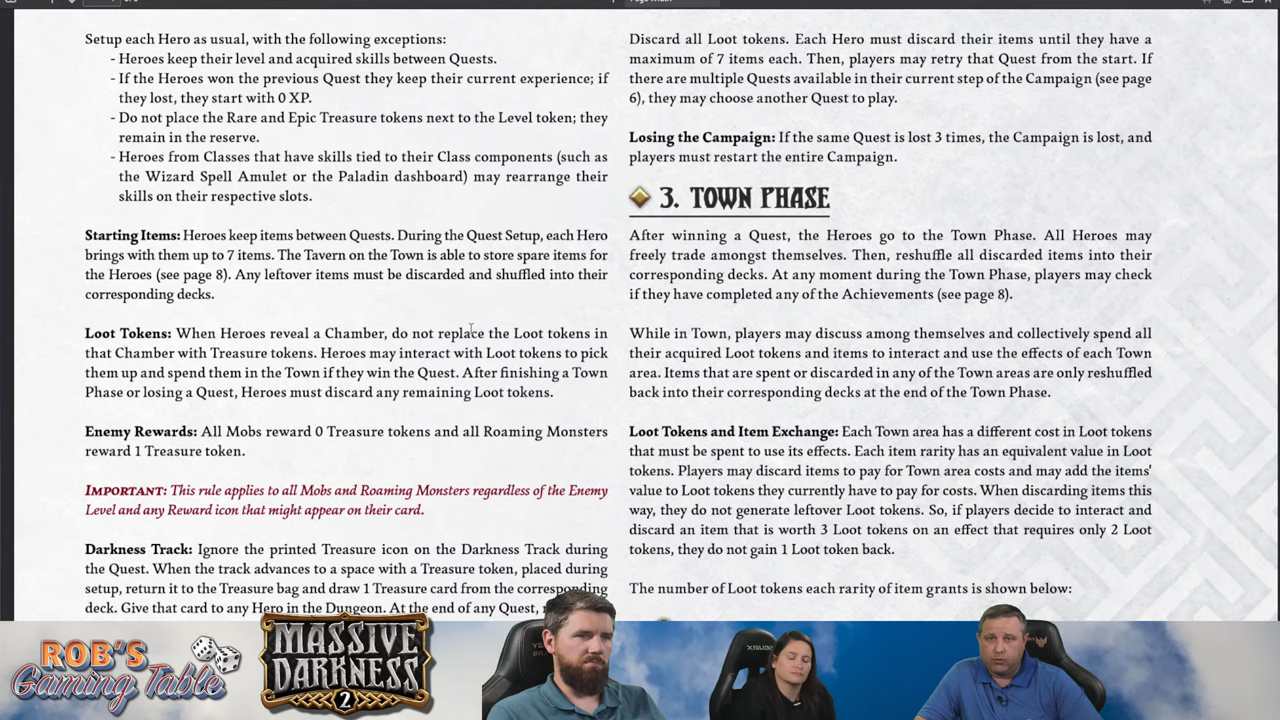 Setup each Hero as usual, with the following exceptions:
- Heroes keep their level and acquired skills between Quests.
- If the Heroes won the previous Quest they keep their current experience; if
they lost, they start with 0 XP.
- Do not place the Rare and Epic Treasure tokens next to the Level token; they
remain in the reserve.
- Heroes from Classes that have skills tied to their Class components (such as
the Wizard Spell Amulet or the Paladin dashboard) may rearrange their
skills on their respective slots.
Starting Items: Heroes keep items between Quests. During the Quest Setup, each Hero
brings with them up to 7 items. The Tavern on the Town is able to store spare items for
the Heroes (see page 8). Any leftover items must be discarded and shuffled into their
corresponding decks.
Loot Tokens: When Heroes reveal a Chamber, do not replace the Loot tokens in
that Chamber with Treasure tokens. Heroes may interact with Loot tokens to pick
them up and spend them in the Town if they win the Quest. After finishing a Town
Phase or losing a Quest, Heroes must discard any remaining Loot tokens.
Enemy Rewards: All Mobs reward 0 Treasure tokens and all Roaming Monsters
reward 1 Treasure token.
IMPORTANT: This rule applies to all Mobs and Roaming Monsters regardless of the Enemy
Level and any Reward icon that might appear on their card.
Darkness Track: Ignore the printed Treasure icon on the Darkness Track during
the Quest. When the track advances to a space with a Treasure token, placed during
setup, return it to the Treasure bag and draw 1 Treasure card from the corresponding
deck. Give that card to any Hero in the Dungeon. At the end of any Quest,
Discard all Loot tokens. Each Hero must discard their items until they have a
maximum of 7 items each. Then, players may retry that Quest from the start. If
there are multiple Quests available in their current step of the Campaign (see page
6), they may choose another Quest to play.
Losing the Campaign: If the same Quest is lost 3 times, the Campaign is lost, and
players must restart the entire Campaign.
3. TOWN PHASE
After winning a Quest, the Heroes go to the Town Phase. All Heroes may
freely trade amongst themselves. Then, reshuffle all discarded items into their
corresponding decks. At any moment during the Town Phase, players may check
if they have completed any of the Achievements (see page 8).
While in Town, players may discuss among themselves and collectively spend all
their acquired Loot tokens and items to interact and use the effects of each Town
area. Items that are spent or discarded in any of the Town areas are only reshuffled
back into their corresponding decks at the end of the Town Phase.
Loot Tokens and Item Exchange: Each Town area has a different cost in Loot tokens
that must be spent to use its effects. Each item rarity has an equivalent value in Loot
tokens. Players may discard items to pay for Town area costs and may add the items'
value to Loot tokens they currently have to pay for costs. When discarding items this
way, they do not generate leftover Loot tokens. So, if players decide to interact and
discard an item that is worth 3 Loot tokens on an effect that requires only 2 Loot
tokens, they do not gain 1 Loot token back.
The number of Loot tokens each rarity of item grants is shown below:
ROB'S
Gaming Table
MASSIVE
DARKNESS
2